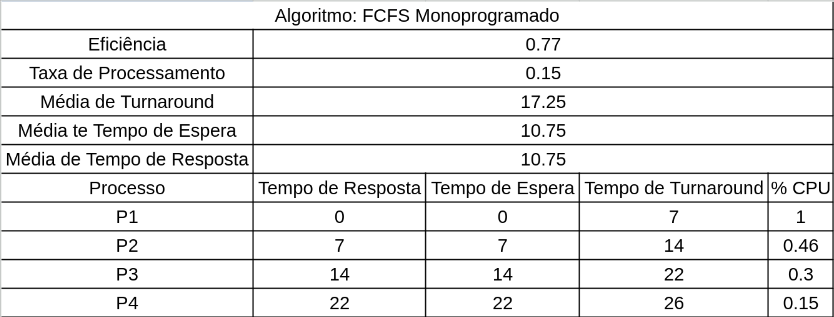 Algoritmo: FCFS Monoprogramado
Eficiência 0.77
Taxa de Processamento 0.15
Média de Turnaround 17.25
Média te Tempo de Espera 10.75
Média de Tempo de Resposta 10.75
Processo Tempo de Resposta Tempo de Espera Tempo de Turnaround % CPU
P1 0 0 7 1
P2 7 7 14 0.46
P3 14 14 22 0.3
P4 22 22 26 0.15